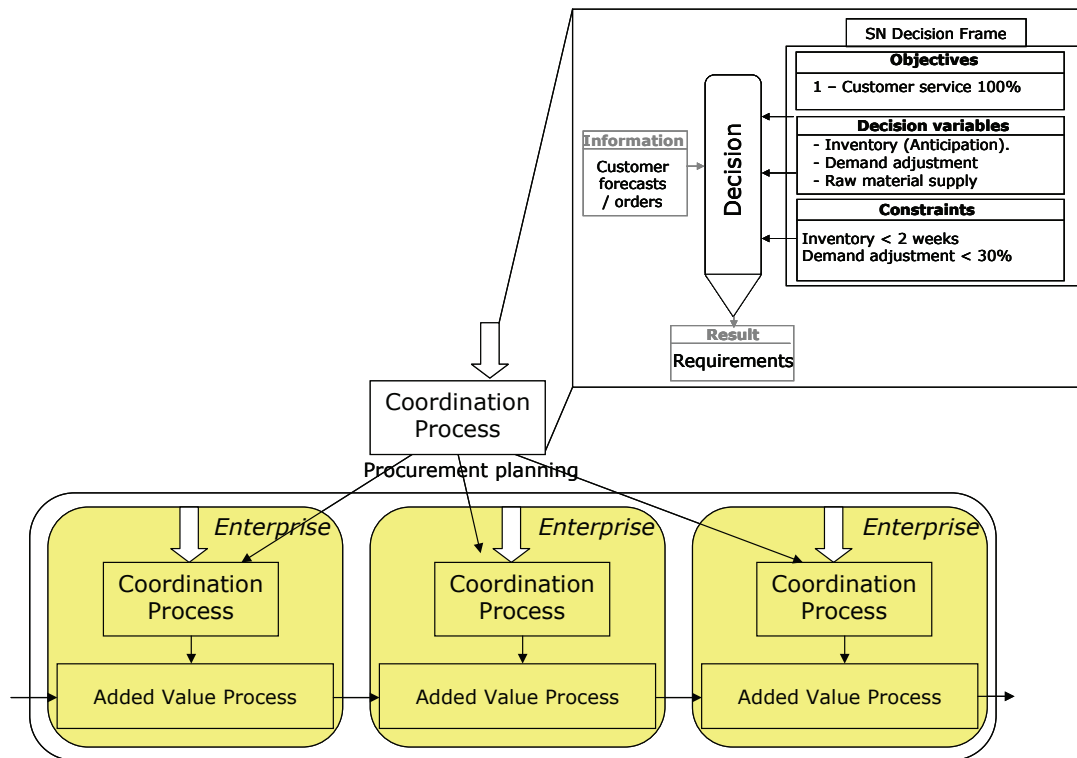 SN Decision Frame
Objectives
1 – Customer service 100%
Decision variables
- Inventory (Anticipation).
- Demand adjustment
- Raw material supply
Constraints
Inventory < 2 weeks
Demand adjustment < 30%
Information
Customer
forecasts
/ orders
Decision
Result
Requirements
Coordination
Process
Procurement planning
Enterprise
Coordination
Process
Added Value Process
Enterprise
Coordination
Process
Added Value Process
Enterprise
Coordination
Process
Added Value Process